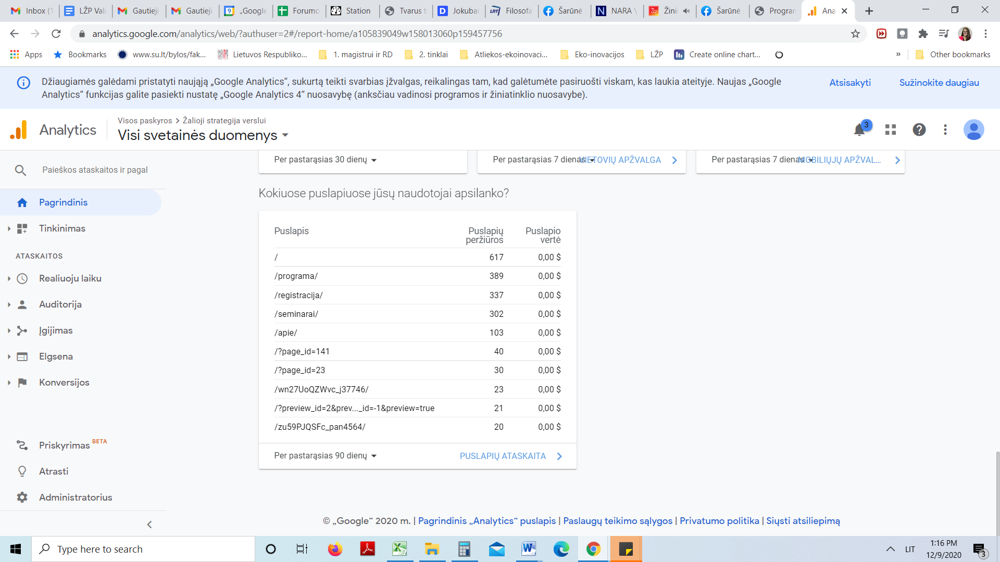 Inbox (1
LŽP Valc
Gautieji
Gautieji
„Google
Forumo
Station
Tvarus t
Jokubai
LRT Filosofa
Šarūnė
NARA
Žini
Šarūnė
Program
Ana
analytics.google.com/analytics/web/?authuser=2#/report-home/a105839049w158013060p159457756
Apps
Bookmarks
www.su.lt/bylos/fak...
Lietuvos Respubliko...
1. magistrui ir RD
2. tinklai
Atliekos-ekoinovaci...
Eko-inovacijos
LŽP
Create online chart...
»
Other bookmarks
Džiaugiamės galėdami pristatyti naująją „Google Analytics“, sukurtą teikti svarbias įžvalgas, reikalingas tam, kad galėtumėte pasiruošti viskam, kas laukia ateityje. Naujas „Google
Analytics“ funkcijas galite pasiekti nustatę „Google Analytics 4“ nuosavybę (anksčiau vadinosi programos ir žiniatinklio nuosavybe).
Atsisakyti
Sužinokite daugiau
Analytics
Visos paskyros > Žalioji strategija verslui
Visi svetainės duomenys
3
Paieškos ataskaitos ir pagal
Pagrindinis
Tinkinimas
ATASKAITOS
Realiuoju laiku
Auditorija
Įgijimas
Elgsena
Konversijos
Priskyrimas BETA
Atrasti
Administratorius
Per pastarąsias 30 dienų
Per pastarąsias 7 dienas VIETOVIŲ APŽVALGA
Per pastarąsias 7 dienas MOBILIŲJŲ APŽVAL...
Kokiuose puslapiuose jūsų naudotojai apsilanko?
Puslapis Puslapių peržiūros Puslapio vertė
/ 617 0,00 $
/programa/ 389 0,00 $
/registracija/ 337 0,00 $
/seminarai/ 302 0,00 $
/apie/ 103 0,00 $
/?page_id=141 40 0,00 $
/?page_id=23 30 0,00 $
/wn27UoQZWvc_j37746/ 23 0,00 $
/?preview_id=2&prev..._id=-1&preview=true 21 0,00 $
/zu59PJQSFc_pan4564/ 20 0,00 $
Per pastarąsias 90 dienų PUSLAPIŲ ATASKAITA
© „Google“ 2020 m. | Pagrindinis „Analytics“ puslapis | Paslaugų teikimo sąlygos | Privatumo politika | Siųsti atsiliepimą
Type here to search
LIT
1:16 PM
12/9/2020
3